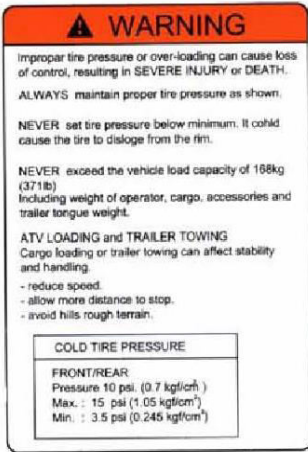 WARNING
Impropar tire pressure or over-loading can cause loss
of control, resulting in SEVERE INJURY or DEATH.
ALWAYS maintain proper tire pressure as shown.
NEVER set tire pressure below minimum. It cohld
cause the tire to disloge from the rim.
NEVER exceed the vehicle load capacity of 168kg
(371lb)
Including weight of operator, cargo, accessories and
trailer tongue weight.
ATV LOADING and TRAILER TOWING
Cargo loading or trailer towing can affect stability
and handling.
- reduce speed.
- allow more distance to stop.
- avoid hills rough terrain.
COLD TIRE PRESSURE
FRONT/REAR
Pressure 10 psi. (0.7 kgf/cm² )
Max. : 15 psi (1.05 kgf/cm²)
Min. : 3.5 psi (0.245 kgf/cm²)